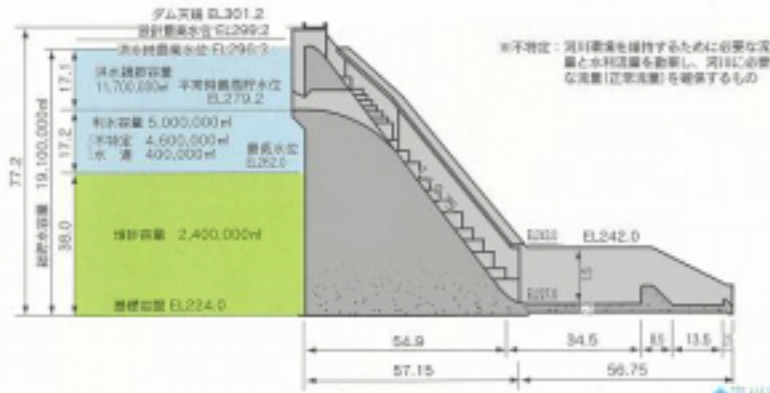 ダム天端 EL301.2
設計最高水位 EL299.2
洪水時最高水位 EL296.3
洪水調節容量
11,700,000㎥
平常時最高貯水位
EL279.2
利水容量 5,000,000㎥
不特定 4,600,000㎥
水道 400,000㎥
最低水位
EL262.0
堆砂容量 2,400,000㎥
基礎岩盤 EL224.0
総貯水容量 19,100,000㎥
77.2
17.1
17.2
38.0
※不特定:河川環境を維持するために必要な流
量と水利流量を勘案し、河川に必要
な流量(正常流量)を確保するもの
EL242.0
15
54.9
34.5
8.5
13.5
57.15
56.75